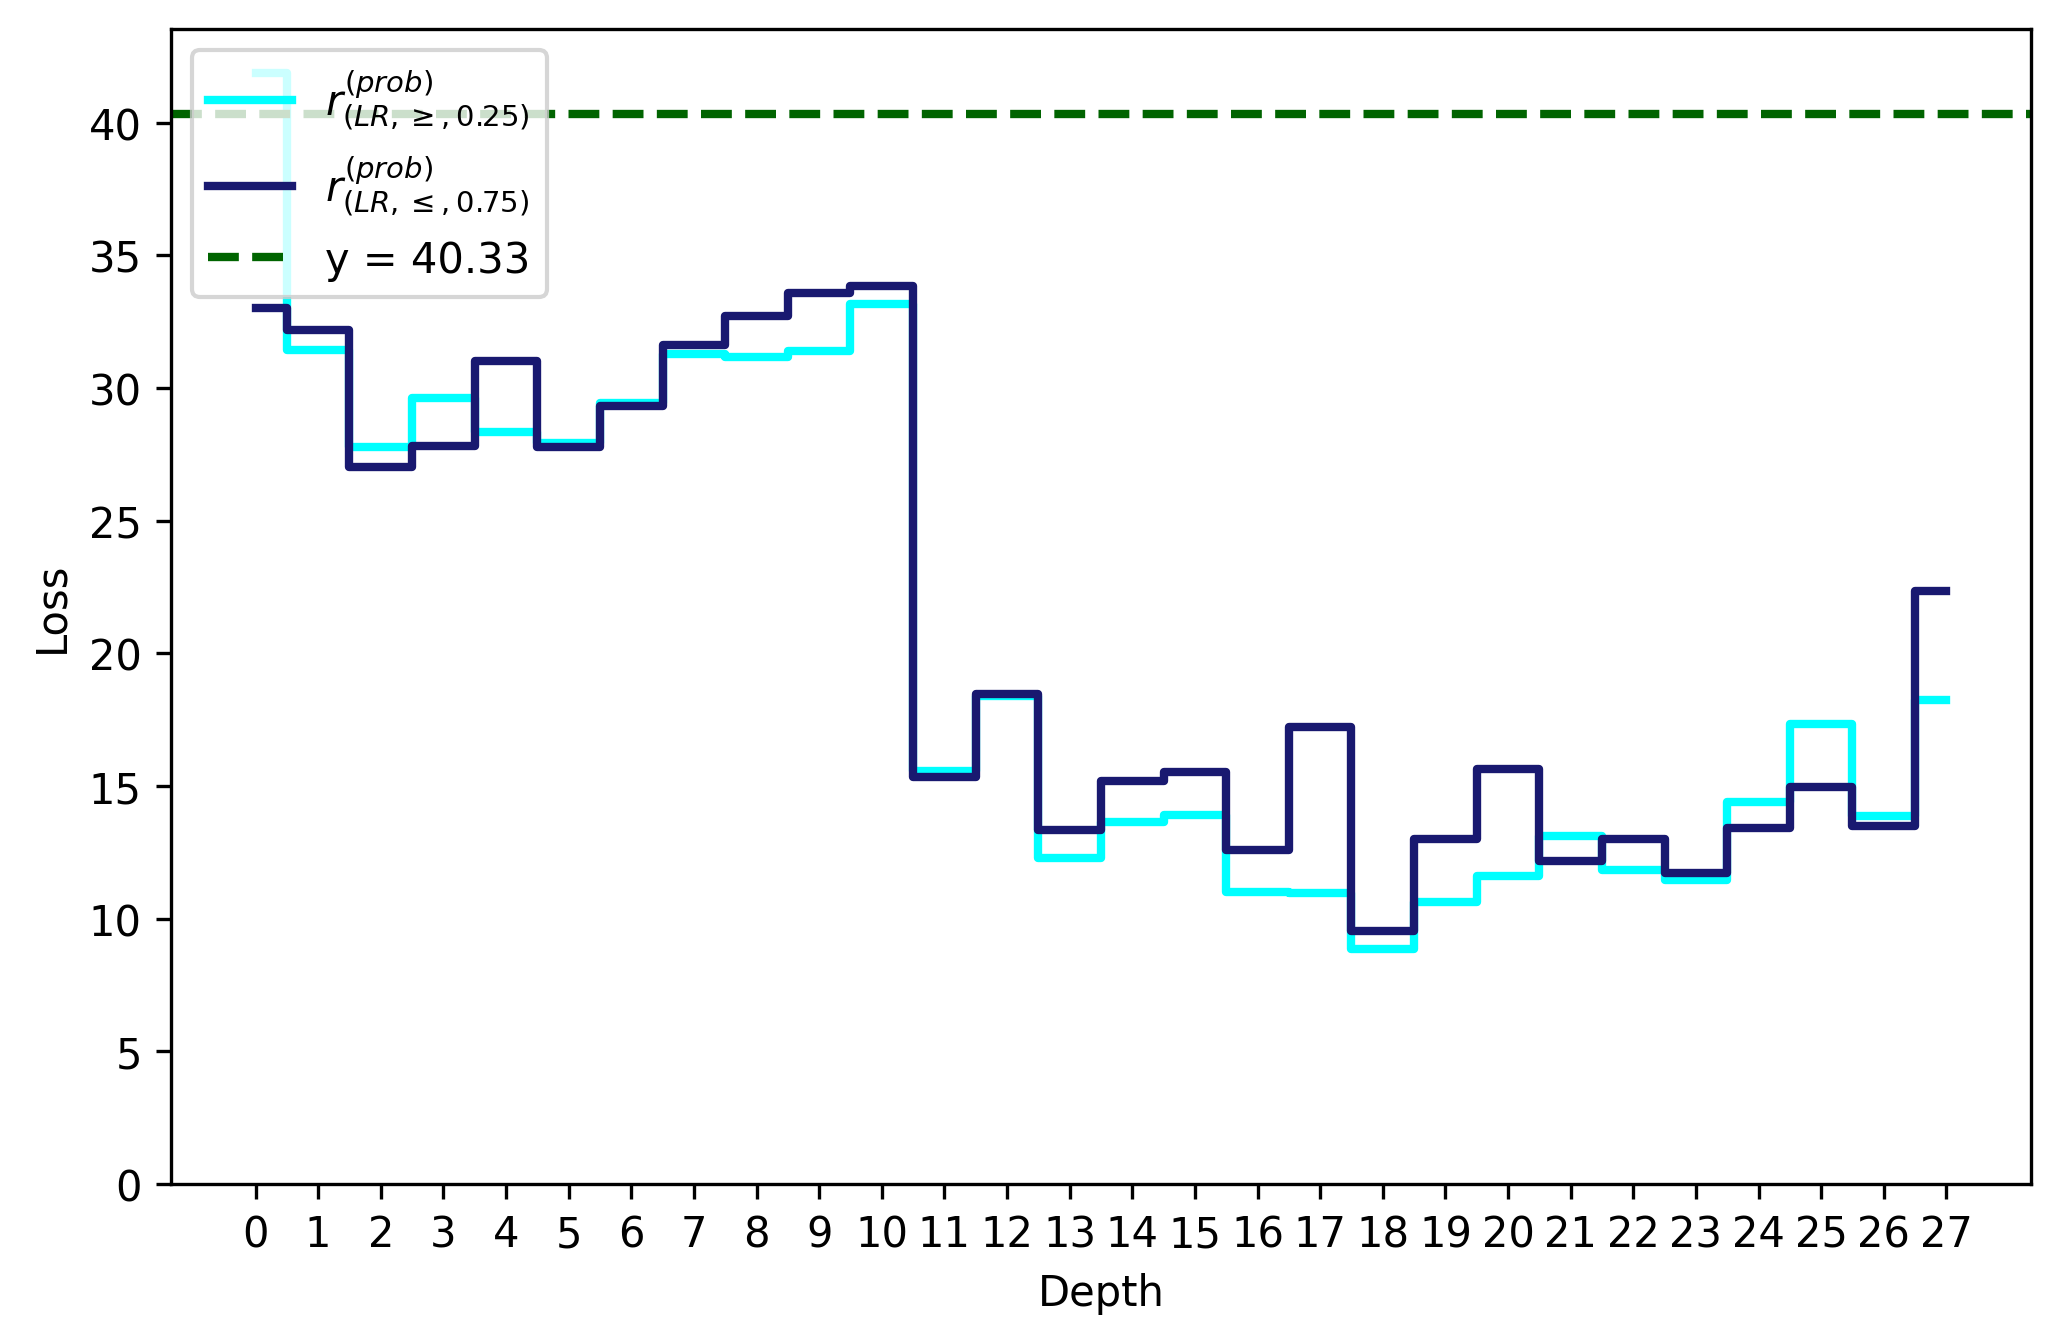 r^{(prob)}_{(LR, ≥, 0.25)}
r^{(prob)}_{(LR, ≤, 0.75)}
y = 40.33
40
35
30
25
20
15
10
5
0
Loss
0 1 2 3 4 5 6 7 8 9 10 11 12 13 14 15 16 17 18 19 20 21 22 23 24 25 26 27
Depth